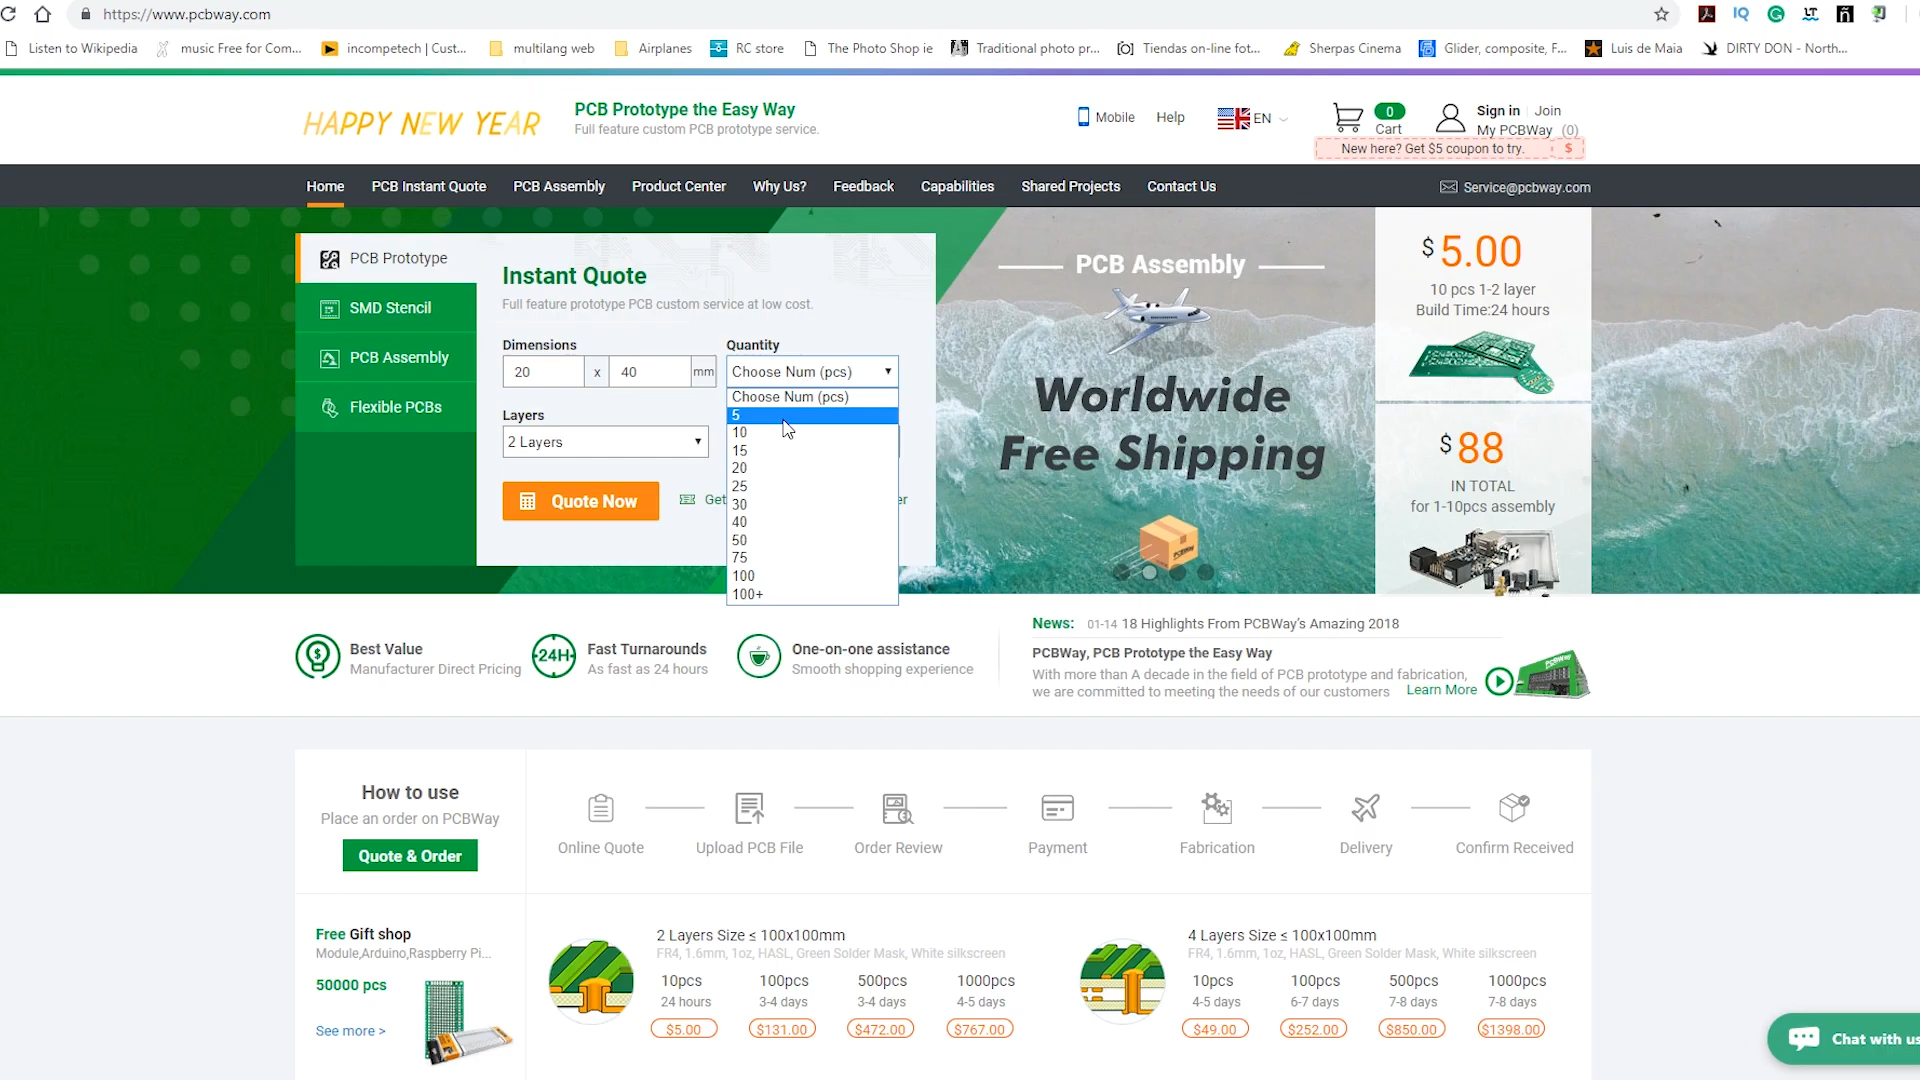 https://www.pcbway.com
Listen to Wikipedia
music Free for Com...
incompetech | Cust...
multilang web
Airplanes
RC store
The Photo Shop ie
Traditional photo pr...
Tiendas on-line fot...
Sherpas Cinema
Glider, composite, F...
Luis de Maia
DIRTY DON - North...
HAPPY NEW YEAR
PCB Prototype the Easy Way
Full feature custom PCB prototype service.
Mobile
Help
EN
0
Cart
Sign in
Join
My PCBWay (0)
New here? Get $5 coupon to try.
$
Home
PCB Instant Quote
PCB Assembly
Product Center
Why Us?
Feedback
Capabilities
Shared Projects
Contact Us
Service@pcbway.com
PCB Prototype
SMD Stencil
PCB Assembly
Flexible PCBs
Instant Quote
Full feature prototype PCB custom service at low cost.
Dimensions
20 x 40 mm
Quantity
Choose Num (pcs)
Choose Num (pcs)
5
10
15
20
25
30
40
50
75
100
100+
Layers
2 Layers
Quote Now
Get
er
PCB Assembly
Worldwide
Free Shipping
PCBWay
$5.00
10 pcs 1-2 layer
Build Time:24 hours
$88
IN TOTAL
for 1-10pcs assembly
Best Value
Manufacturer Direct Pricing
24H
Fast Turnarounds
As fast as 24 hours
One-on-one assistance
Smooth shopping experience
News: 01-14 18 Highlights From PCBWay's Amazing 2018
PCBWay, PCB Prototype the Easy Way
With more than A decade in the field of PCB prototype and fabrication,
we are committed to meeting the needs of our customers
Learn More
PCBWay
How to use
Place an order on PCBWay
Quote & Order
Online Quote
Upload PCB File
Order Review
Payment
Fabrication
Delivery
Confirm Received
Free Gift shop
Module,Arduino,Raspberry Pi...
50000 pcs
See more >
2 Layers Size ≤ 100x100mm
FR4, 1.6mm, 1oz, HASL, Green Solder Mask, White silkscreen
10pcs 100pcs 500pcs 1000pcs
24 hours 3-4 days 3-4 days 4-5 days
$5.00 $131.00 $472.00 $767.00
4 Layers Size ≤ 100x100mm
FR4, 1.6mm, 1oz, HASL, Green Solder Mask, White silkscreen
10pcs 100pcs 500pcs 1000pcs
4-5 days 6-7 days 7-8 days 7-8 days
$49.00 $252.00 $850.00 $1398.00
Chat with us